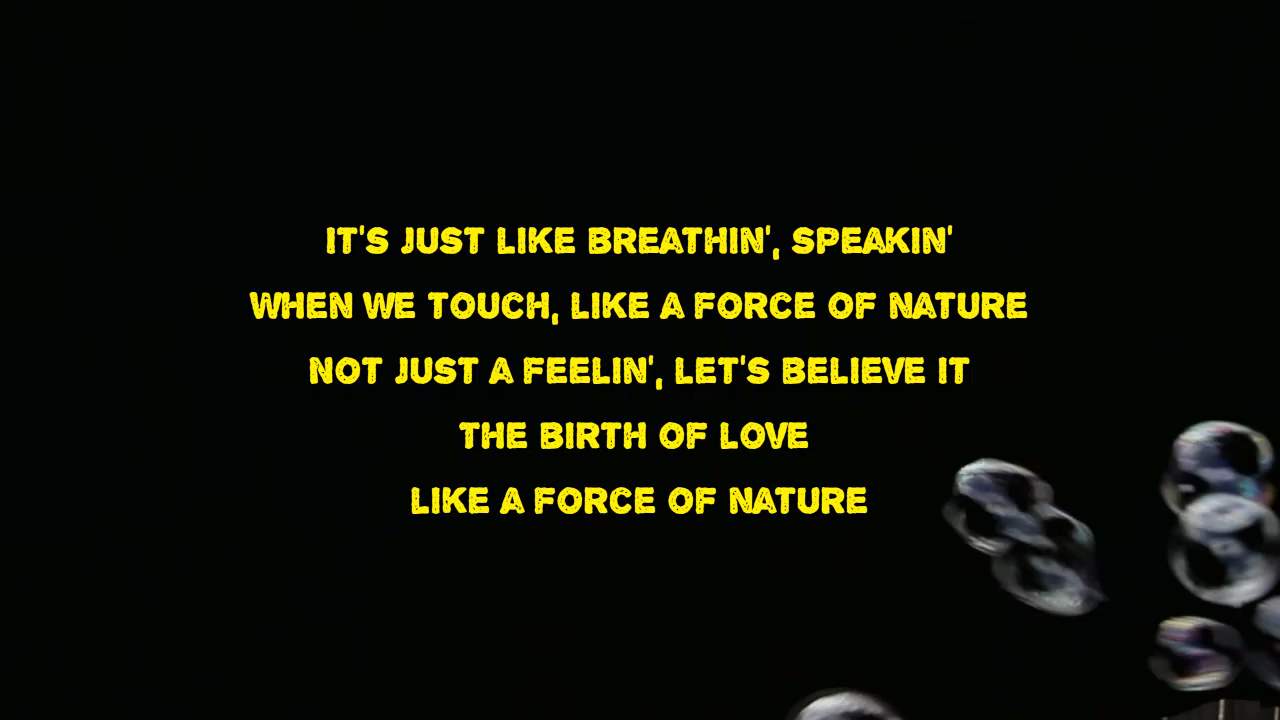 IT'S JUST LIKE BREATHIN', SPEAKIN'
WHEN WE TOUCH, LIKE A FORCE OF NATURE
NOT JUST A FEELIN', LET'S BELIEVE IT
THE BIRTH OF LOVE
LIKE A FORCE OF NATURE